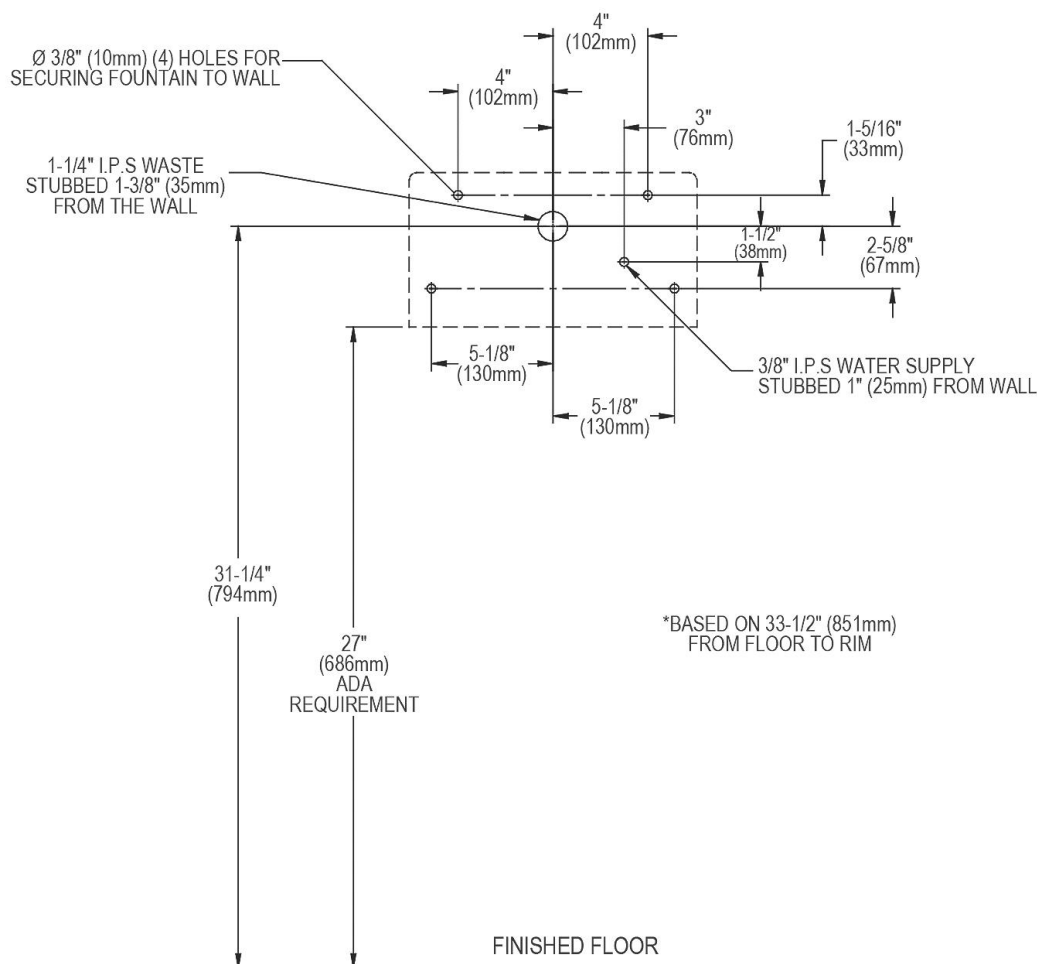 4"
(102mm)
Ø 3/8" (10mm) (4) HOLES FOR
SECURING FOUNTAIN TO WALL
4"
(102mm)
3"
(76mm)
1-5/16"
(33mm)
1-1/4" I.P.S WASTE
STUBBED 1-3/8" (35mm)
FROM THE WALL
1-1/2"
(38mm)
2-5/8"
(67mm)
5-1/8"
(130mm)
3/8" I.P.S WATER SUPPLY
STUBBED 1" (25mm) FROM WALL
5-1/8"
(130mm)
31-1/4"
(794mm)
*BASED ON 33-1/2" (851mm)
FROM FLOOR TO RIM
27"
(686mm)
ADA
REQUIREMENT
FINISHED FLOOR